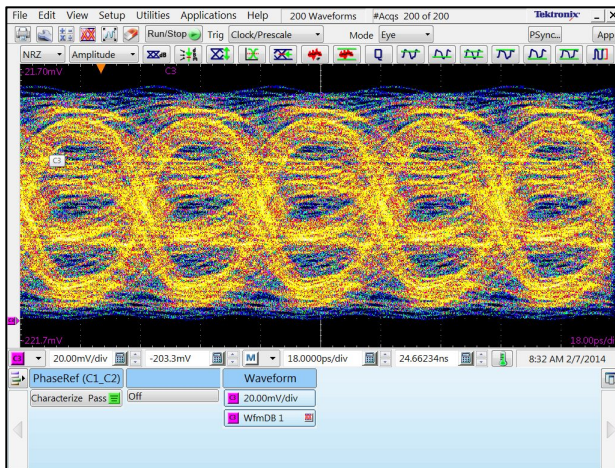 File Edit View Setup Utilities Applications Help 200 Waveforms #Acqs 200 of 200 Tektronix
Run/Stop Trig Clock/Prescale Mode Eye PSync... App
NRZ Amplitude
-21.70mV C3
C3
-221.7mV 18.00ps/di
20.00mV/div -203.3mV M 18.0000ps/div 24.66234ns 8:32 AM 2/7/2014
PhaseRef (C1_C2) Waveform
Characterize Pass Off 20.00mV/div
WfmDB 1